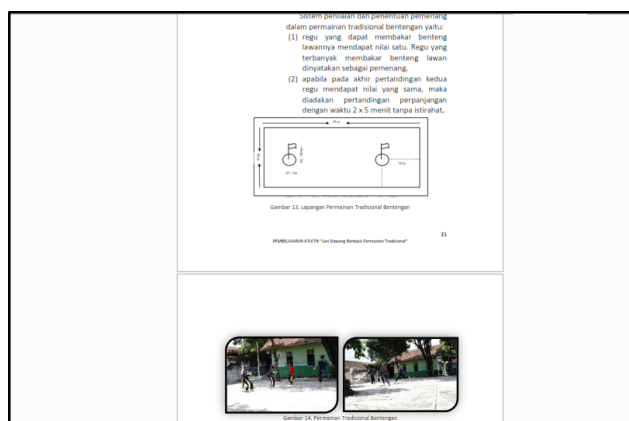 Sistem penilaian dan penentuan pemenang
dalam permainan tradisional bentengan yaitu:
(1) regu yang dapat membakar benteng
lawannya mendapat nilai satu. Regu yang
terbanyak membakar benteng lawan
dinyatakan sebagai pemenang,
(2) apabila pada akhir pertandingan kedua
regu mendapat nilai yang sama, maka
diadakan pertandingan perpanjangan
dengan waktu 2 x 5 menit tanpa istirahat,
Gambar 13. Lapangan Permainan Tradisional Bentengan
31
PEMBELAJARAN ATLETIK "Lari Gawang Berbasis Permainan Tradisional"
Gambar 14. Permainan Tradisional Bentengan